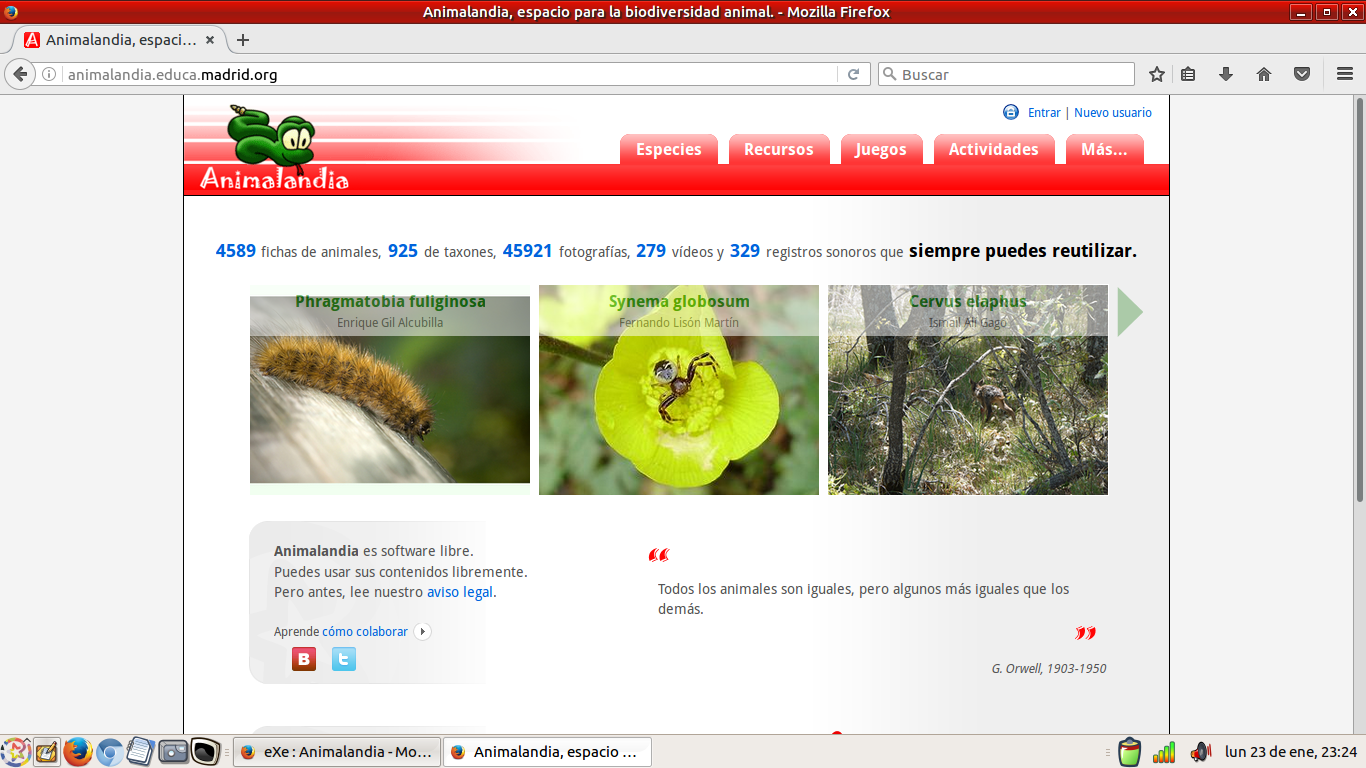 Animalandia, espacio para la biodiversidad animal. - Mozilla Firefox
Animalandia, espaci...
animalandia.educa.madrid.org
Buscar
Entrar | Nuevo usuario
Especies Recursos Juegos Actividades Más...
Animalandia
4589 fichas de animales, 925 de taxones, 45921 fotografías, 279 vídeos y 329 registros sonoros que siempre puedes reutilizar.
Phragmatobia fuliginosa
Enrique Gil Alcubilla
Synema globosum
Fernando Lisón Martín
Cervus elaphus
Ismail Ali Gago
Animalandia es software libre.
Puedes usar sus contenidos libremente.
Pero antes, lee nuestro aviso legal.
Aprende cómo colaborar
B t
“
Todos los animales son iguales, pero algunos más iguales que los
demás.
”
G. Orwell, 1903-1950
eXe : Animalandia - Mo...
Animalandia, espacio ...
lun 23 de ene, 23:24